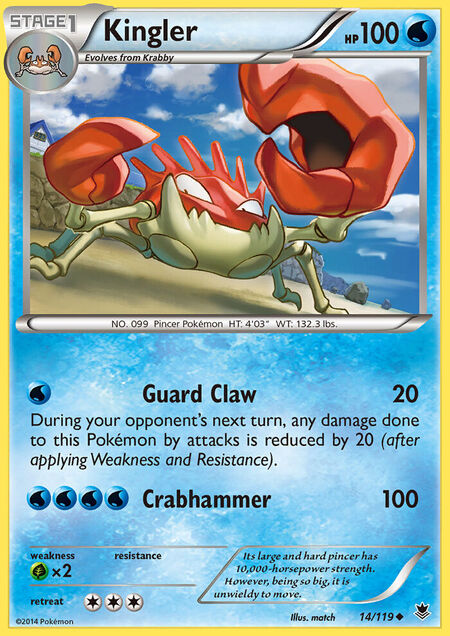 STAGE1
Kingler
HP100
Evolves from Krabby
NO. 099 Pincer Pokémon HT: 4'03" WT: 132.3 lbs.
Guard Claw 20
During your opponent's next turn, any damage done
to this Pokémon by attacks is reduced by 20 (after
applying Weakness and Resistance).
Crabhammer 100
weakness resistance
×2
retreat
Its large and hard pincer has
10,000-horsepower strength.
However, being so big, it is
unwieldy to move.
©2014 Pokémon
Illus. match 14/119